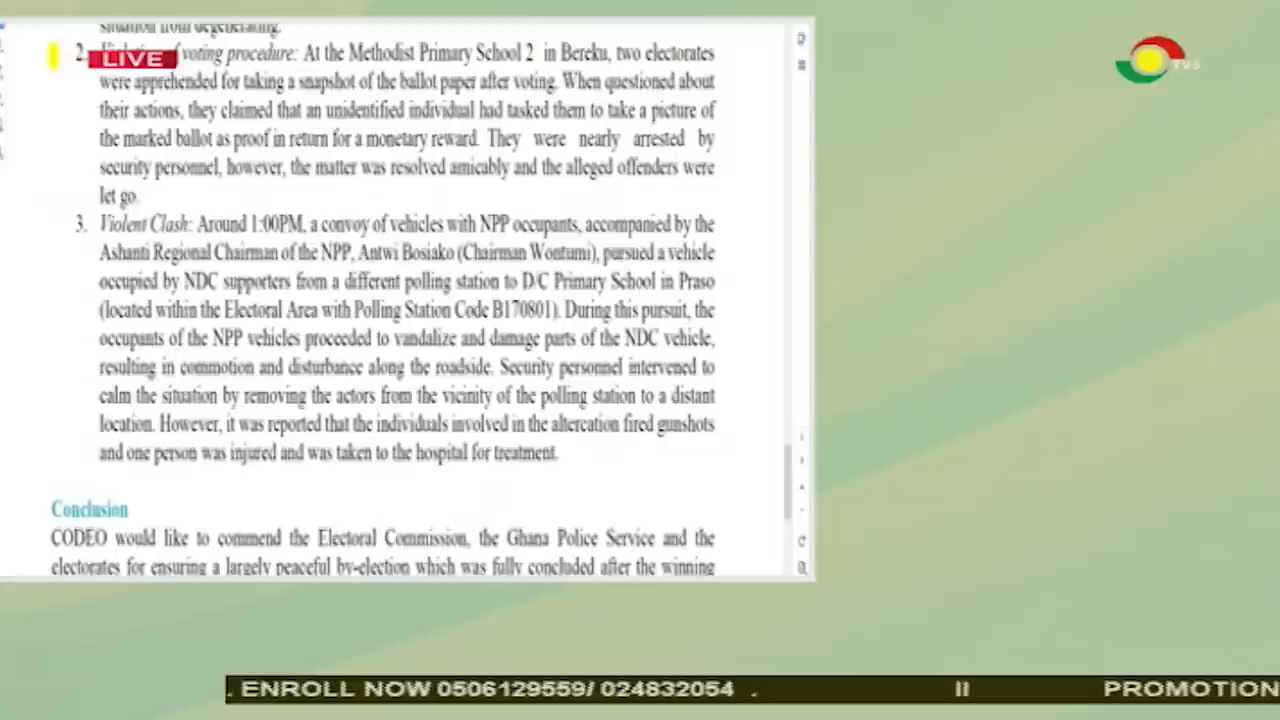 situation from degenerating.
2. Violation of voting procedure: At the Methodist Primary School 2 in Bereku, two electorates
were apprehended for taking a snapshot of the ballot paper after voting. When questioned about
their actions, they claimed that an unidentified individual had tasked them to take a picture of
the marked ballot as proof in return for a monetary reward. They were nearly arrested by
security personnel, however, the matter was resolved amicably and the alleged offenders were
let go.
3. Violent Clash: Around 1:00PM, a convoy of vehicles with NPP occupants, accompanied by the
Ashanti Regional Chairman of the NPP, Antwi Bosiako (Chairman Wontumi), pursued a vehicle
occupied by NDC supporters from a different polling station to D/C Primary School in Praso
(located within the Electoral Area with Polling Station Code B170801). During this pursuit, the
occupants of the NPP vehicles proceeded to vandalize and damage parts of the NDC vehicle,
resulting in commotion and disturbance along the roadside. Security personnel intervened to
calm the situation by removing the actors from the vicinity of the polling station to a distant
location. However, it was reported that the individuals involved in the altercation fired gunshots
and one person was injured and was taken to the hospital for treatment.
Conclusion
CODEO would like to commend the Electoral Commission, the Ghana Police Service and the
electorates for ensuring a largely peaceful by-election which was fully concluded after the winning
LIVE
TV3
. ENROLL NOW 0506129559/ 024832054 . II PROMOTION